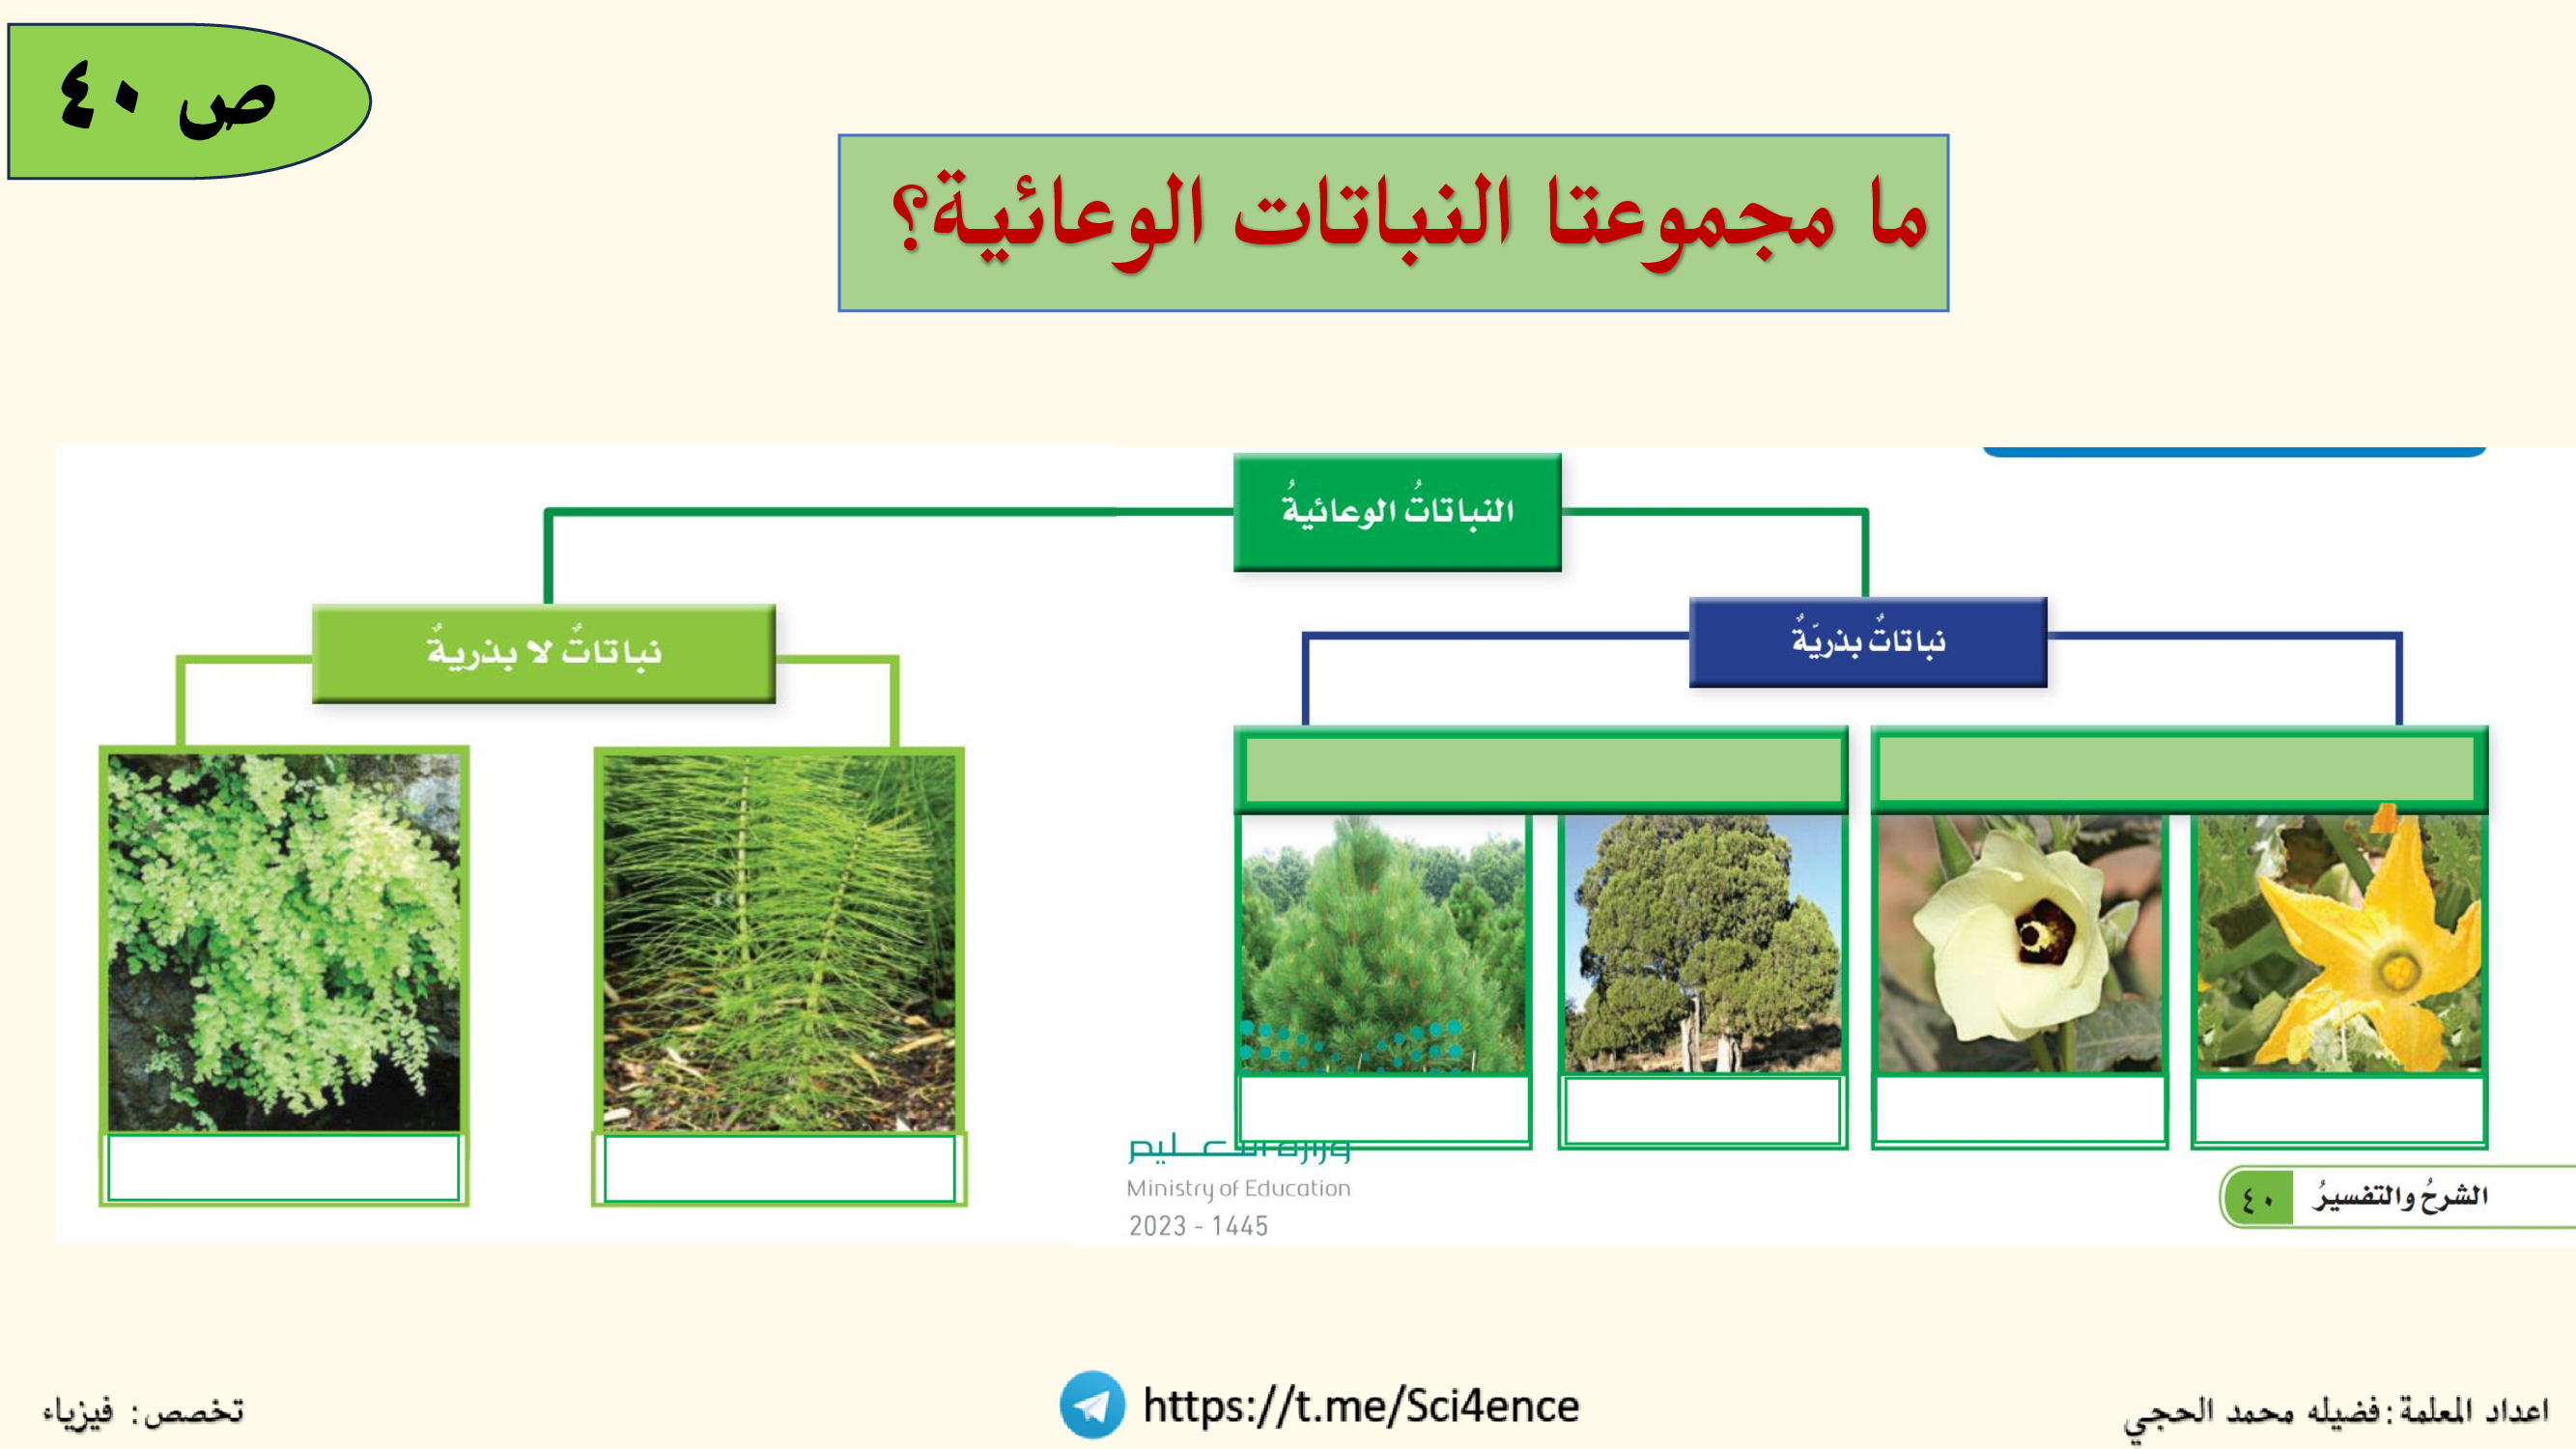 ص ٤٠
ما مجموعتا النباتات الوعائية؟
النباتاتُ الوعائيةُ
نباتاتٌ بذريّةٌ
نباتاتٌ لا بذريةٌ
Ministry of Education
2023 - 1445
الشرحُ والتفسيرُ ٤٠
اعداد المعلمة:فضيله محمد الحجي
https://t.me/Sci4ence
تخصص: فيزياء